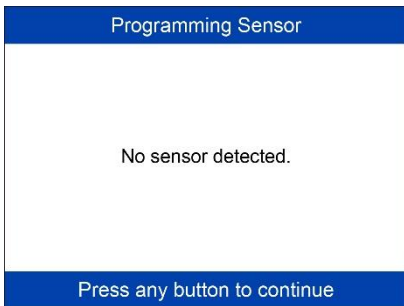 Programming Sensor
No sensor detected.
Press any button to continue